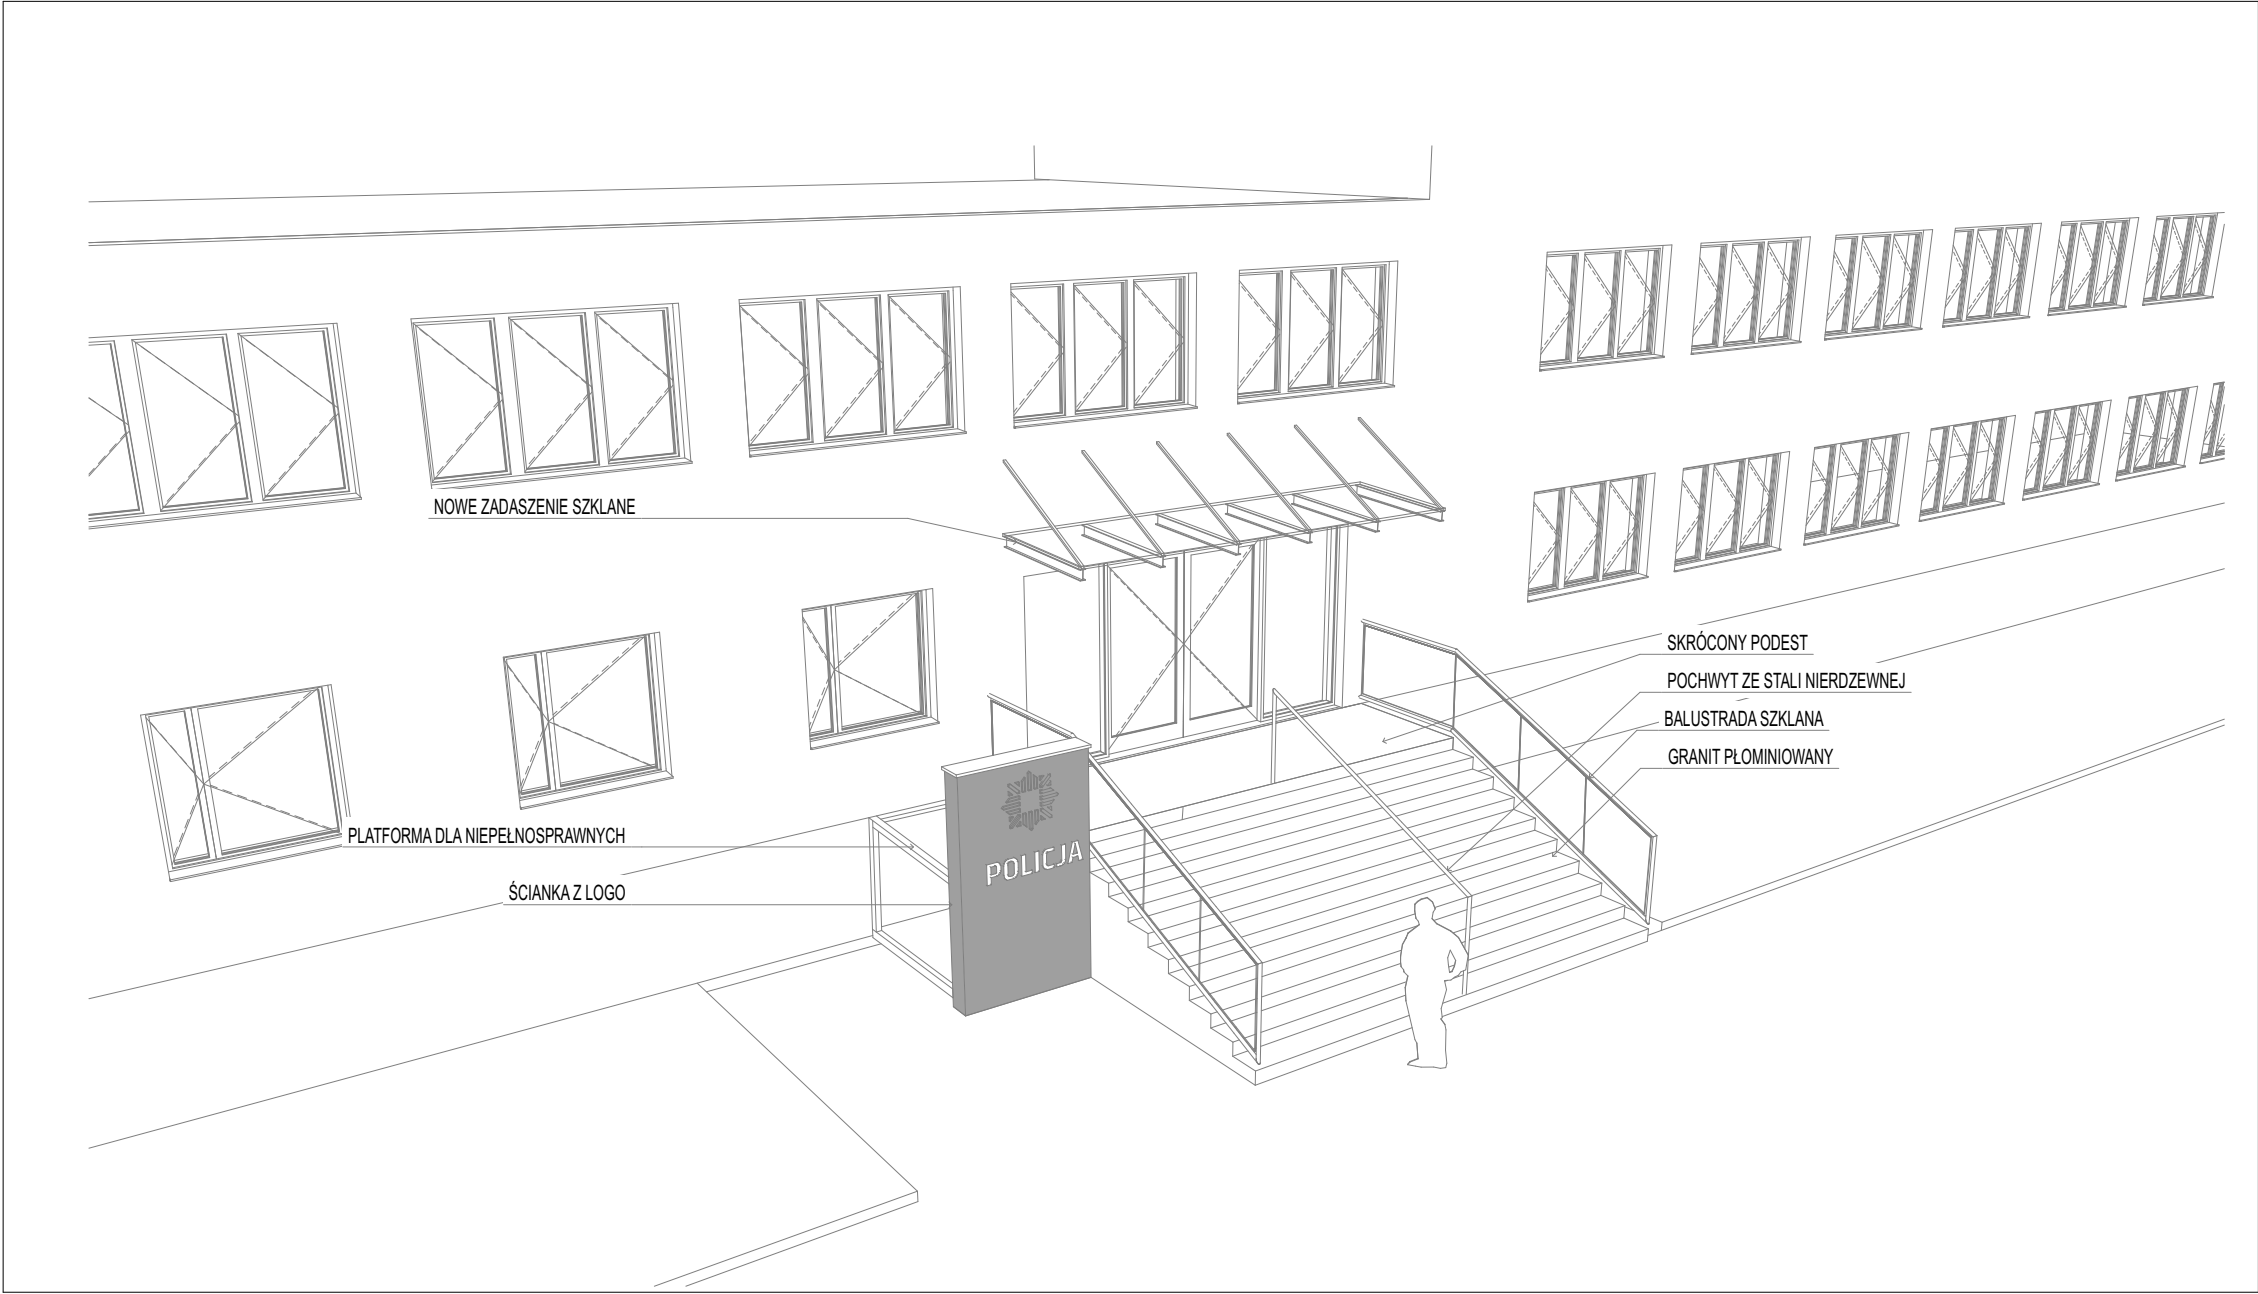 NOWE ZADASZENIE SZKLANE
SKRÓCONY PODEST
POCHWYT ZE STALI NIERDZEWNEJ
BALUSTRADA SZKLANA
GRANIT PŁOMINIOWANY
PLATFORMA DLA NIEPEŁNOSPRAWNYCH
ŚCIANKA Z LOGO
POLICJA